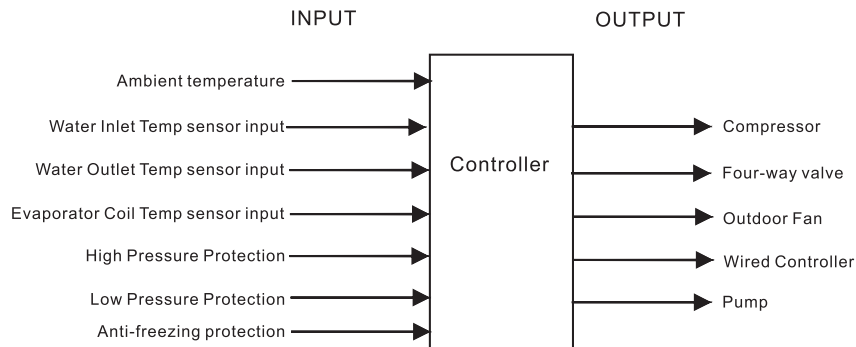 INPUT
OUTPUT
Ambient temperature
Water Inlet Temp sensor input
Water Outlet Temp sensor input
Evaporator Coil Temp sensor input
High Pressure Protection
Low Pressure Protection
Anti-freezing protection
Controller
Compressor
Four-way valve
Outdoor Fan
Wired Controller
Pump